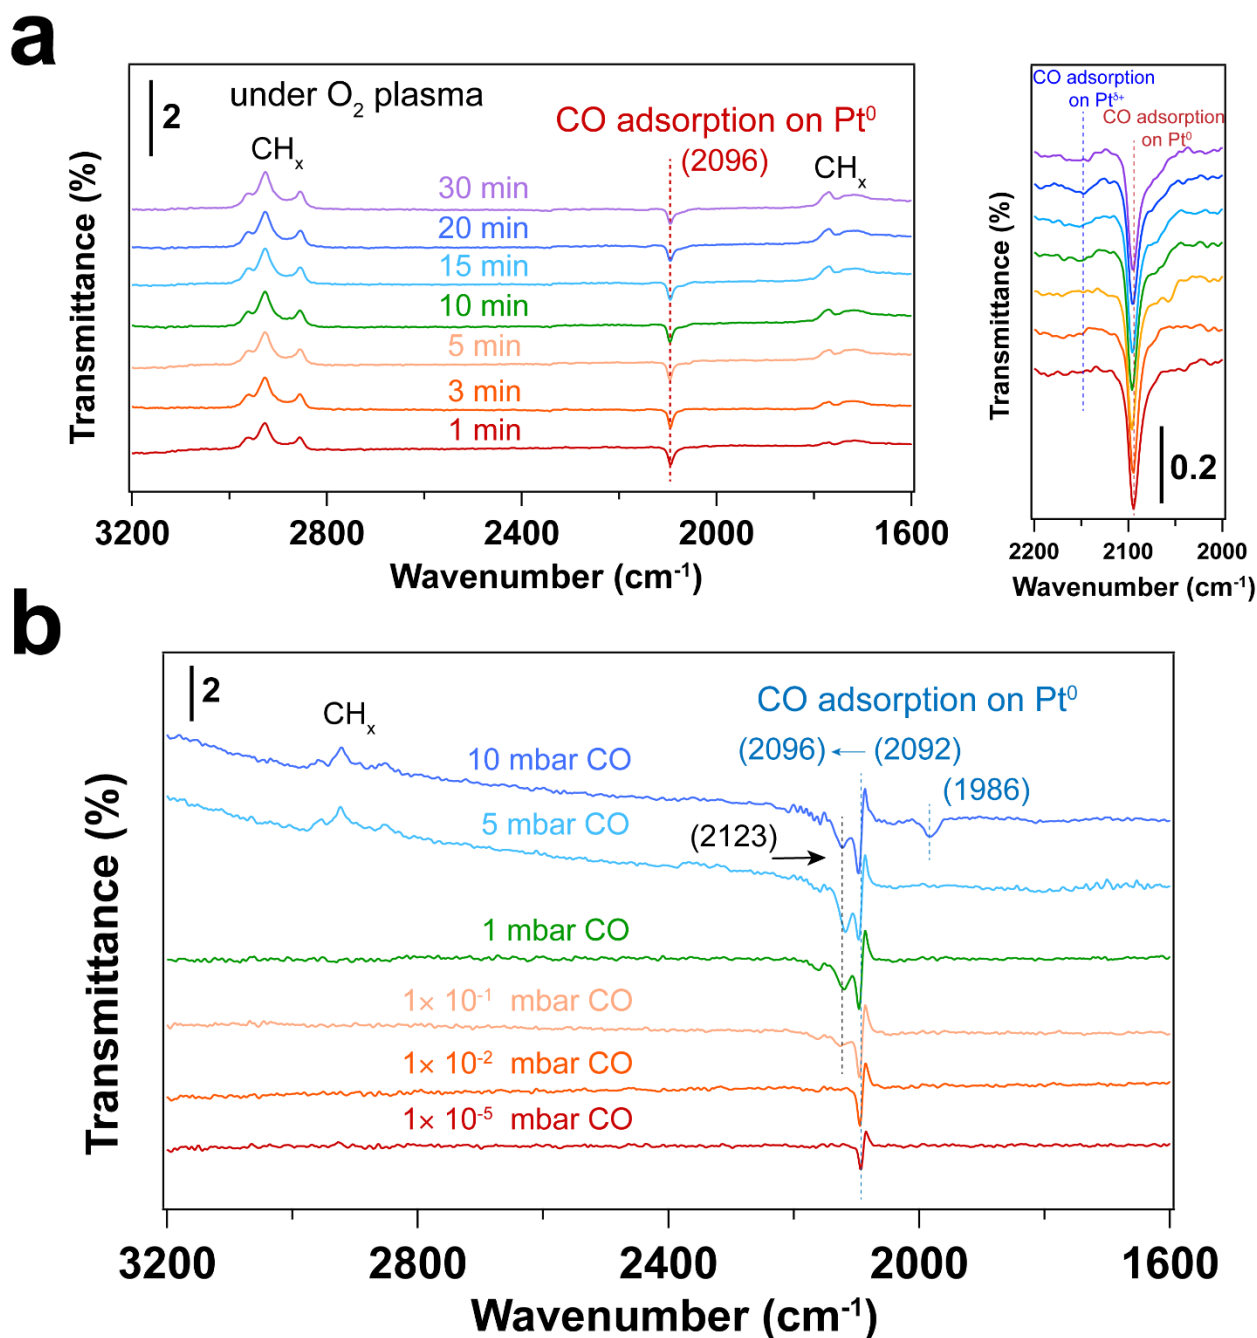 a
2
under O₂ plasma
CHₓ
CO adsorption on Pt⁰
(2096)
CHₓ
30 min
20 min
15 min
10 min
5 min
3 min
1 min
Transmittance (%)
3200
2800
2400
2000
1600
Wavenumber (cm⁻¹)
CO adsorption
on Ptᵟ⁺
CO adsorption
on Pt⁰
0.2
Transmittance (%)
2200
2100
2000
Wavenumber (cm⁻¹)
b
2
CHₓ
CO adsorption on Pt⁰
(2096) ← (2092)
(1986)
(2123) →
10 mbar CO
5 mbar CO
1 mbar CO
1× 10⁻¹ mbar CO
1× 10⁻² mbar CO
1× 10⁻⁵ mbar CO
Transmittance (%)
3200
2800
2400
2000
1600
Wavenumber (cm⁻¹)